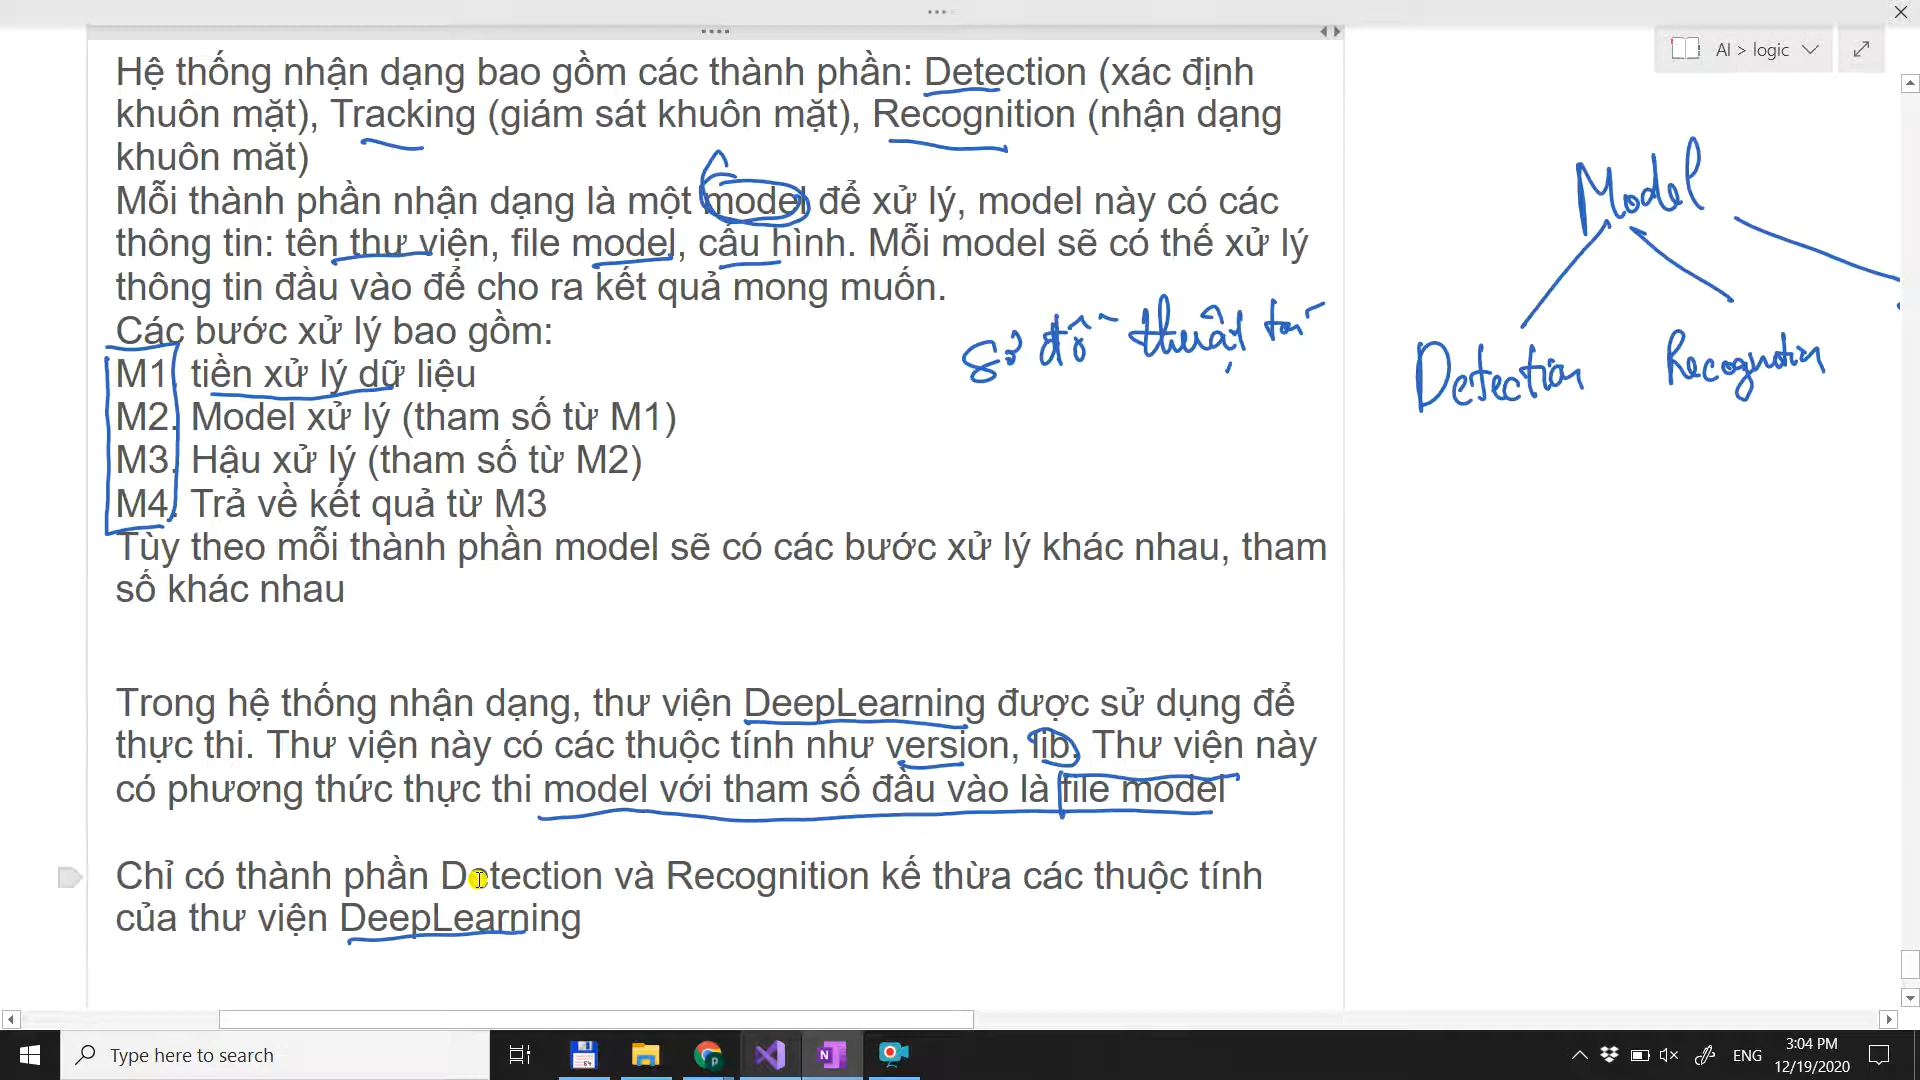 AI > logic
Hệ thống nhận dạng bao gồm các thành phần: Detection (xác định
khuôn mặt), Tracking (giám sát khuôn mặt), Recognition (nhận dạng
khuôn măt)
Mỗi thành phần nhận dạng là một model để xử lý, model này có các
thông tin: tên thư viện, file model, cấu hình. Mỗi model sẽ có thế xử lý
thông tin đầu vào để cho ra kết quả mong muốn.
Các bước xử lý bao gồm:
M1. tiền xử lý dữ liệu
M2. Model xử lý (tham số từ M1)
M3. Hậu xử lý (tham số từ M2)
M4. Trả về kết quả từ M3
Tùy theo mỗi thành phần model sẽ có các bước xử lý khác nhau, tham
số khác nhau
Trong hệ thống nhận dạng, thư viện DeepLearning được sử dụng để
thực thi. Thư viện này có các thuộc tính như version, lib. Thư viện này
có phương thức thực thi model với tham số đầu vào là file model
Chỉ có thành phần Detection và Recognition kế thừa các thuộc tính
của thư viện DeepLearning
Model
Detection
Recognition
thuật
Type here to search
ENG
3:04 PM
12/19/2020